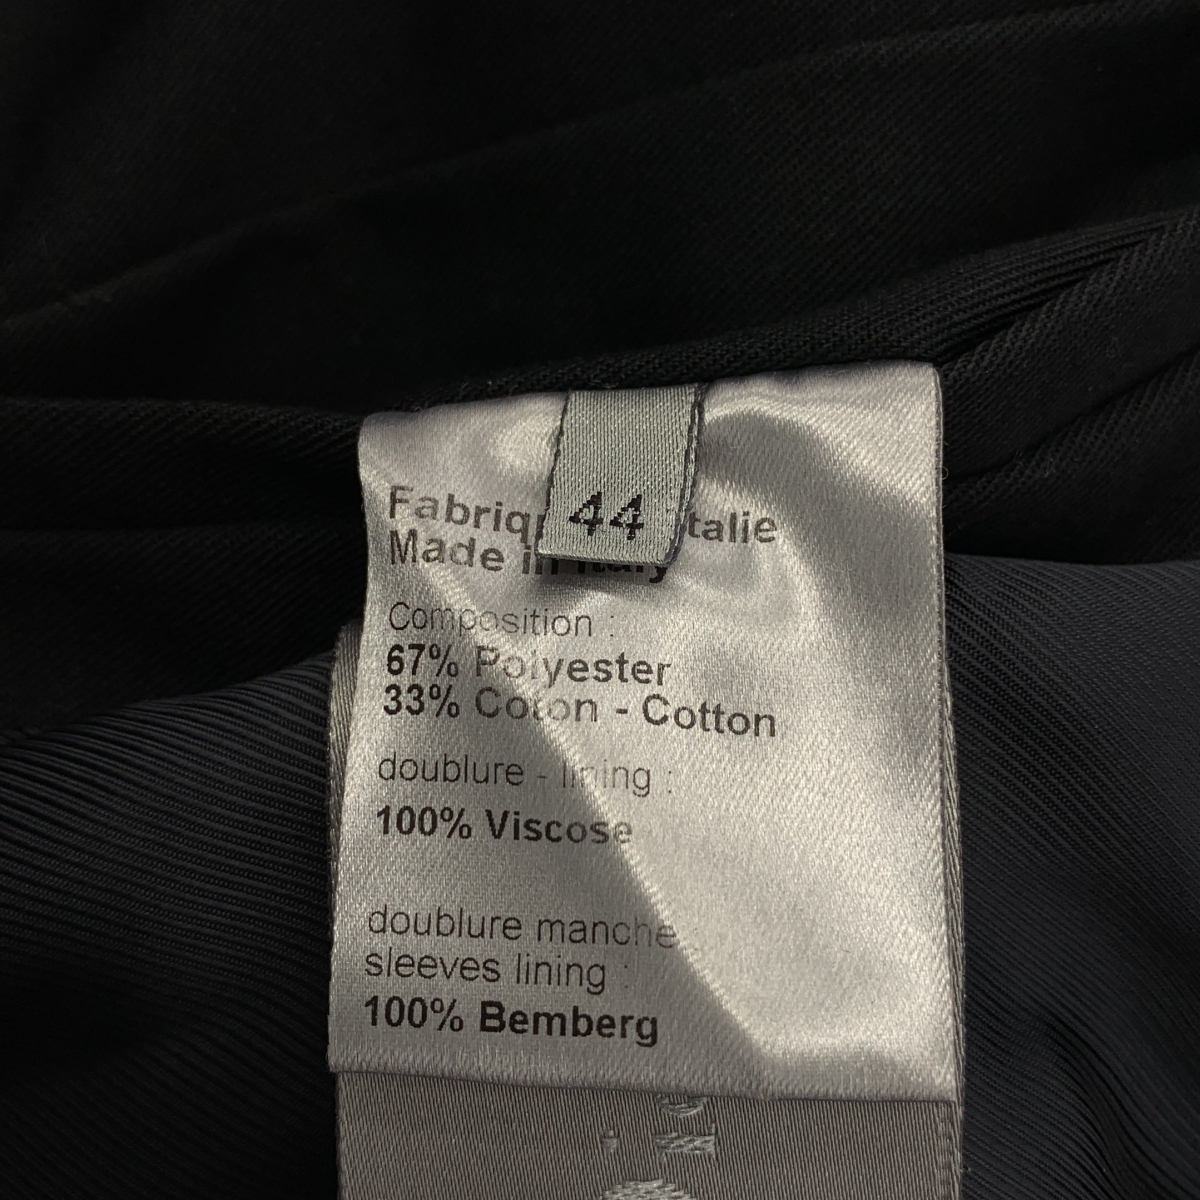 44
Fabriq talie
Made in Italy
Composition :
67% Polyester
33% Coton - Cotton
doublure - lining :
100% Viscose
doublure manche :
sleeves lining :
100% Bemberg